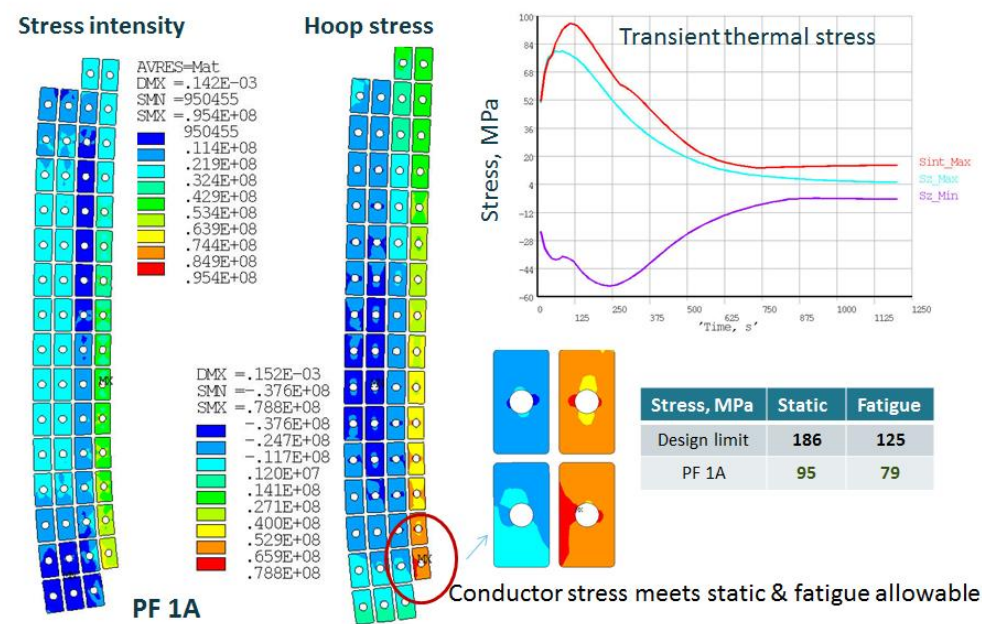 Stress intensity
Hoop stress
AVRES=Mat
DMX =.142E-03
SMN =950455
SMX =.954E+08
950455
.114E+08
.219E+08
.324E+08
.429E+08
.534E+08
.639E+08
.744E+08
.849E+08
.954E+08
DMX =.152E-03
SMN =-.376E+08
SMX =.788E+08
-.376E+08
-.247E+08
-.117E+08
.120E+07
.141E+08
.271E+08
.400E+08
.529E+08
.659E+08
.788E+08
MX
MX
PF 1A
Transient thermal stress
Stress, MPa
100
84
68
52
36
20
4
-12
-28
-44
-60
0 250 500 750 1000 1250
125 375 625 875 1125
'Time, s'
Sint_Max
Sz_Max
Sz_Min
Stress, MPa Static Fatigue
Design limit 186 125
PF 1A 95 79
Conductor stress meets static & fatigue allowable